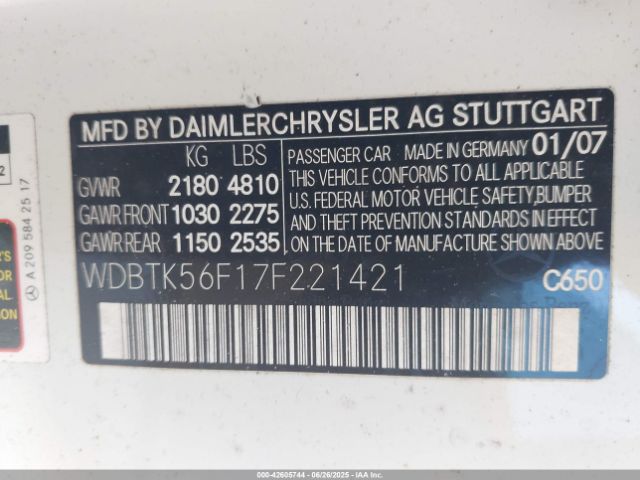 MFD BY DAIMLERCHRYSLER AG STUTTGART
KG LBS
GVWR 2180 4810
GAWR FRONT 1030 2275
GAWR REAR 1150 2535
PASSENGER CAR MADE IN GERMANY 01/07
THIS VEHICLE CONFORMS TO ALL APPLICABLE
U.S. FEDERAL MOTOR VEHICLE SAFETY,BUMPER
AND THEFT PREVENTION STANDARDS IN EFFECT
ON THE DATE OF MANUFACTURE SHOWN ABOVE.
WDBTK56F17F221421
C650
2
A 209 584 25 17
000-42605744 - 06/26/2025 - IAAI.COM